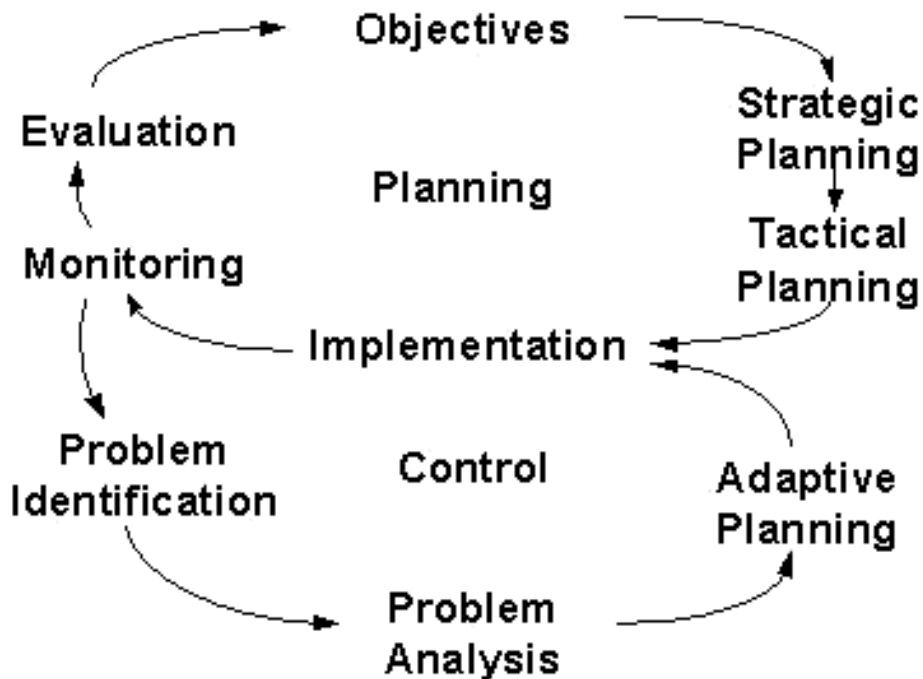 Objectives
Strategic
Planning
Evaluation
Planning
Tactical
Planning
Monitoring
Implementation
Problem
Identification
Control
Adaptive
Planning
Problem
Analysis